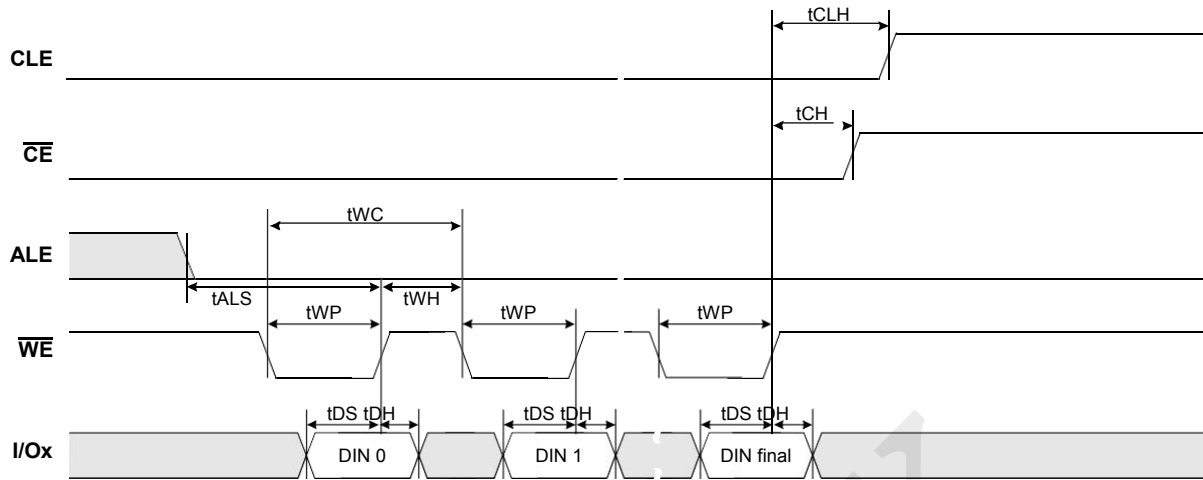 tCLH
CLE
tCH
CE
tWC
ALE
tALS tWH
tWP tWP tWP
WE
tDS tDH tDS tDH tDS tDH
I/Ox DIN 0 DIN 1 DIN final